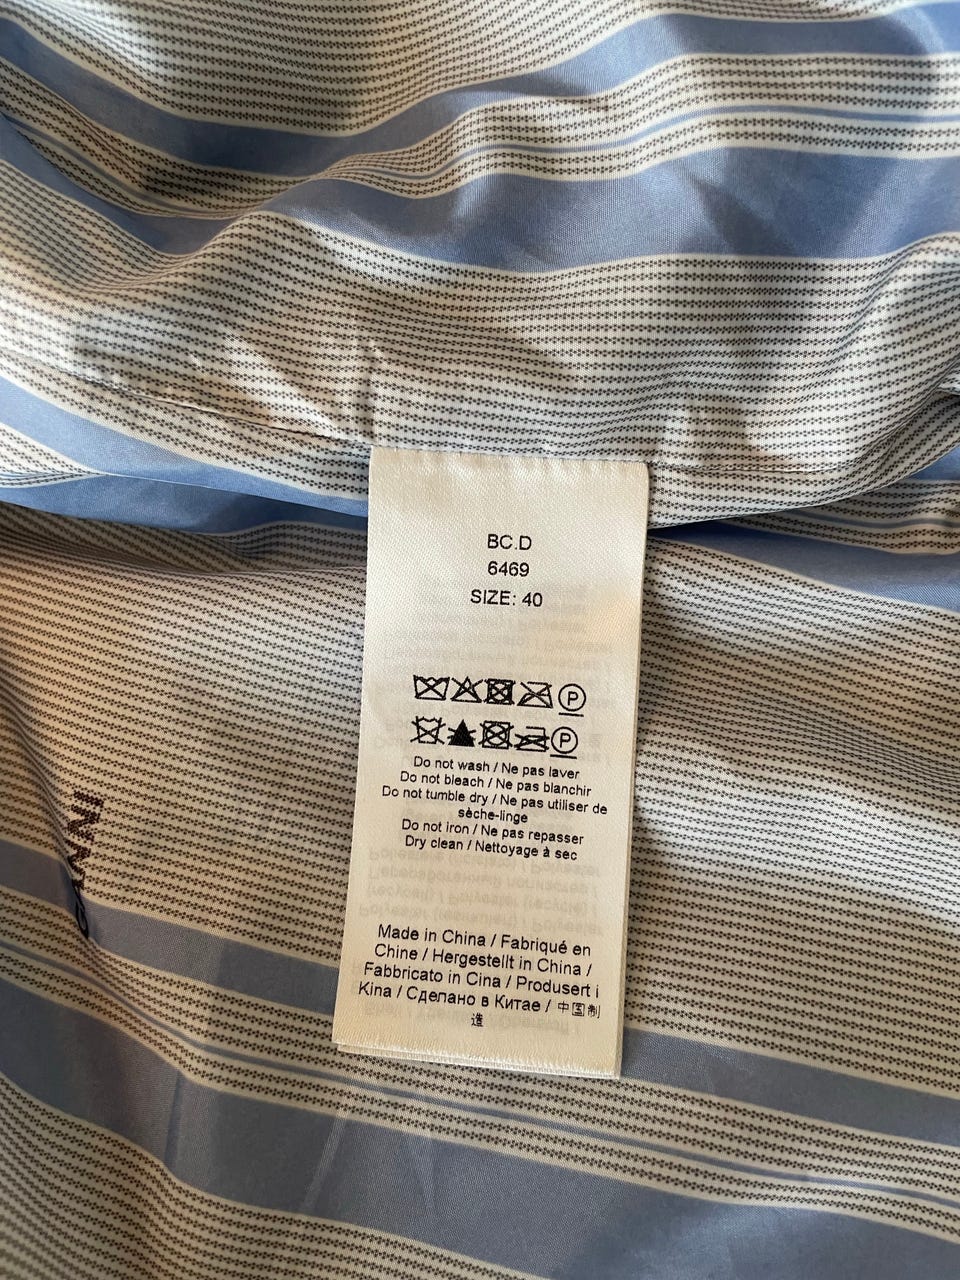 BC.D
6469
SIZE: 40
P
P
Do not wash / Ne pas laver
Do not bleach / Ne pas blanchir
Do not tumble dry / Ne pas utiliser de
sèche-linge
Do not iron / Ne pas repasser
Dry clean / Nettoyage à sec
Made in China / Fabriqué en
Chine / Hergestellt in China /
Fabbricato in Cina / Produsert i
Kina / Сделано в Китае / 中国制
造